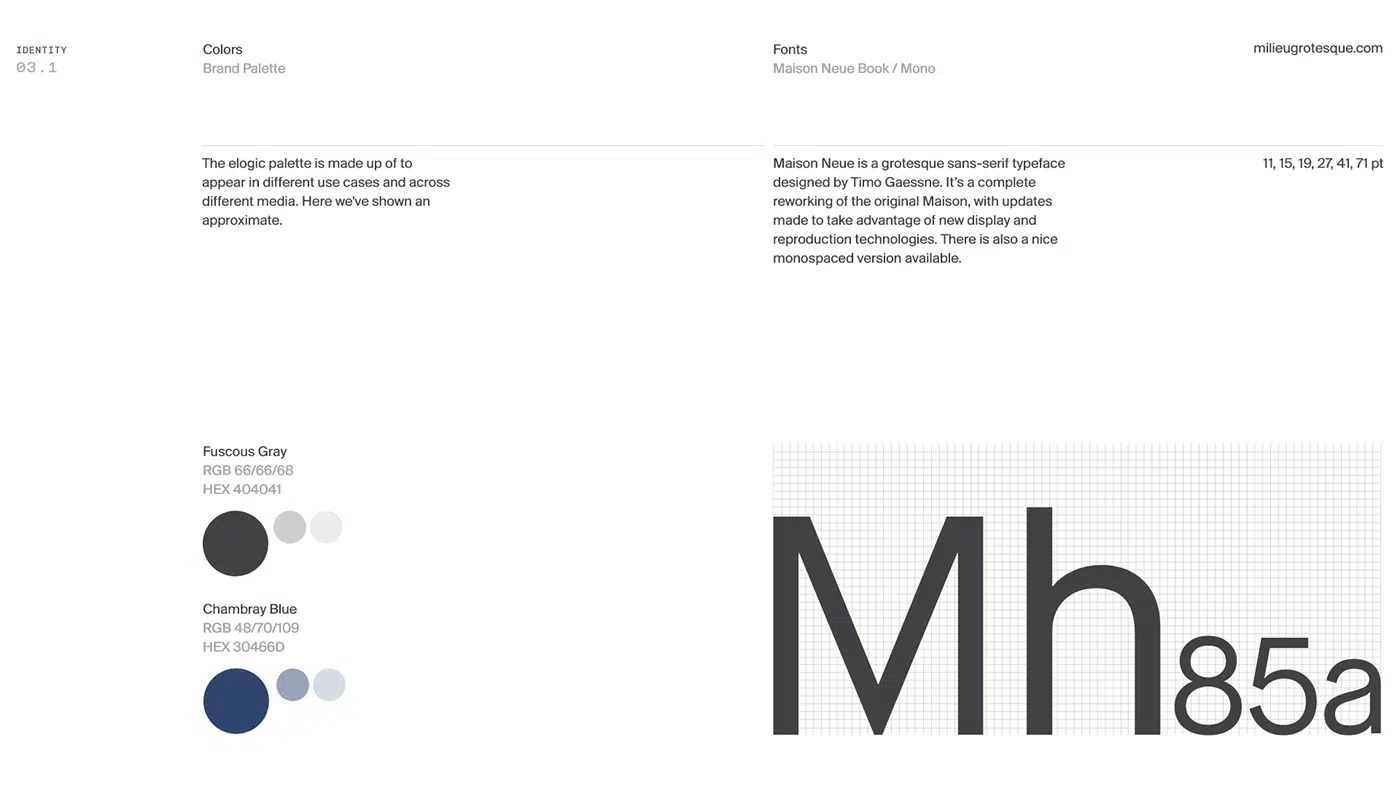 IDENTITY
03.1
Colors
Brand Palette
Fonts
Maison Neue Book / Mono
milieugrotesque.com
The elogic palette is made up of to
appear in different use cases and across
different media. Here we've shown an
approximate.
Maison Neue is a grotesque sans-serif typeface
designed by Timo Gaessne. It’s a complete
reworking of the original Maison, with updates
made to take advantage of new display and
reproduction technologies. There is also a nice
monospaced version available.
11, 15, 19, 27, 41, 71 pt
Fuscous Gray
RGB 66/66/68
HEX 404041
Chambray Blue
RGB 48/70/109
HEX 30466D
Mh85a